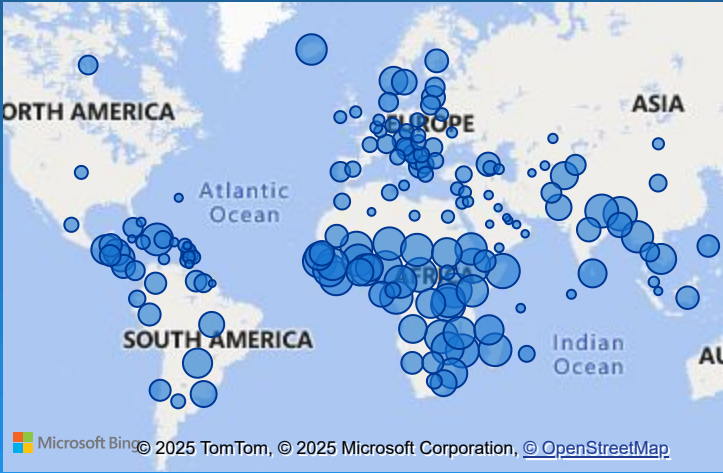 ORTH AMERICA
EUROPE
ASIA
Atlantic
Ocean
AFRICA
SOUTH AMERICA
Indian
Ocean
AU
Microsoft Bing
© 2025 TomTom, © 2025 Microsoft Corporation, © OpenStreetMap